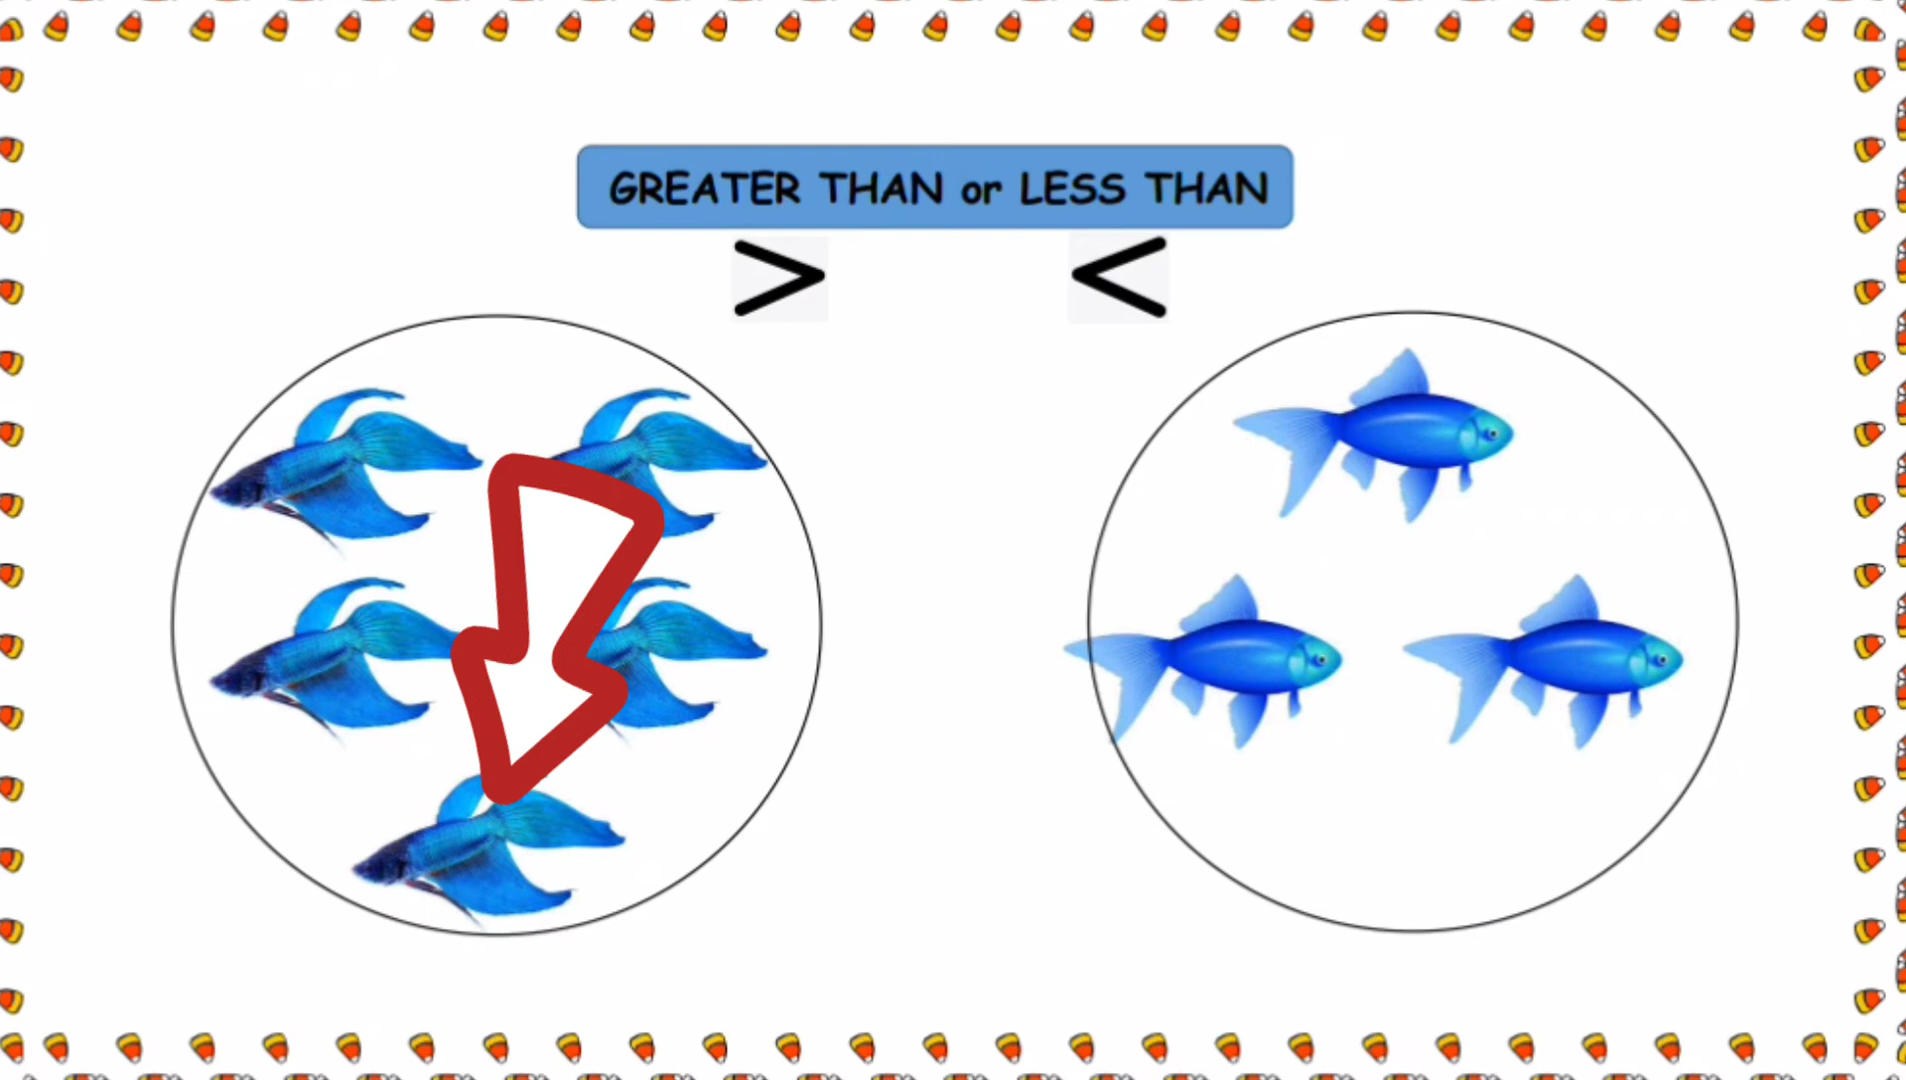 GREATER THAN or LESS THAN
> <